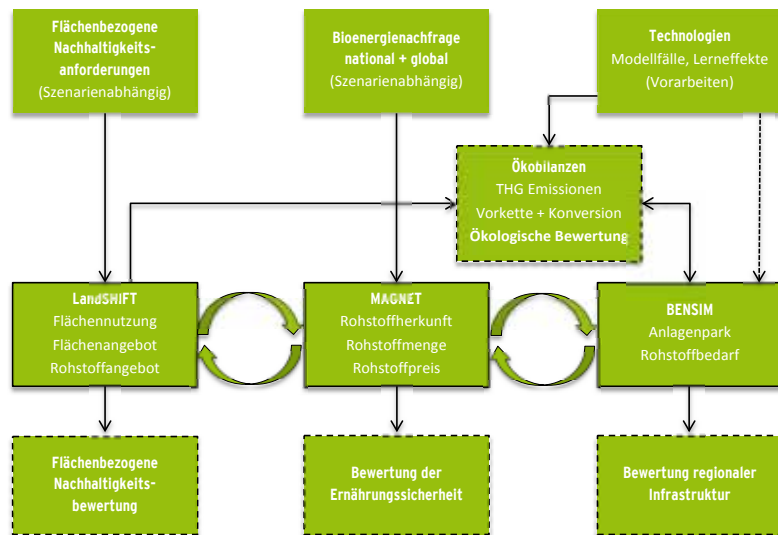 Flächenbezogene
Nachhaltigkeits-
anforderungen
(Szenarienabhängig)
Bioenergienachfrage
national + global
(Szenarienabhängig)
Technologien
Modellfälle, Lerneffekte
(Vorarbeiten)
Ökobilanzen
THG Emissionen
Vorkette + Konversion
Ökologische Bewertung
LandSHIFT
Flächennutzung
Flächenangebot
Rohstoffangebot
MAGNET
Rohstoffherkunft
Rohstoffmenge
Rohstoffpreis
BENSIM
Anlagenpark
Rohstoffbedarf
Flächenbezogene
Nachhaltigkeits-
bewertung
Bewertung der
Ernährungssicherheit
Bewertung regionaler
Infrastruktur